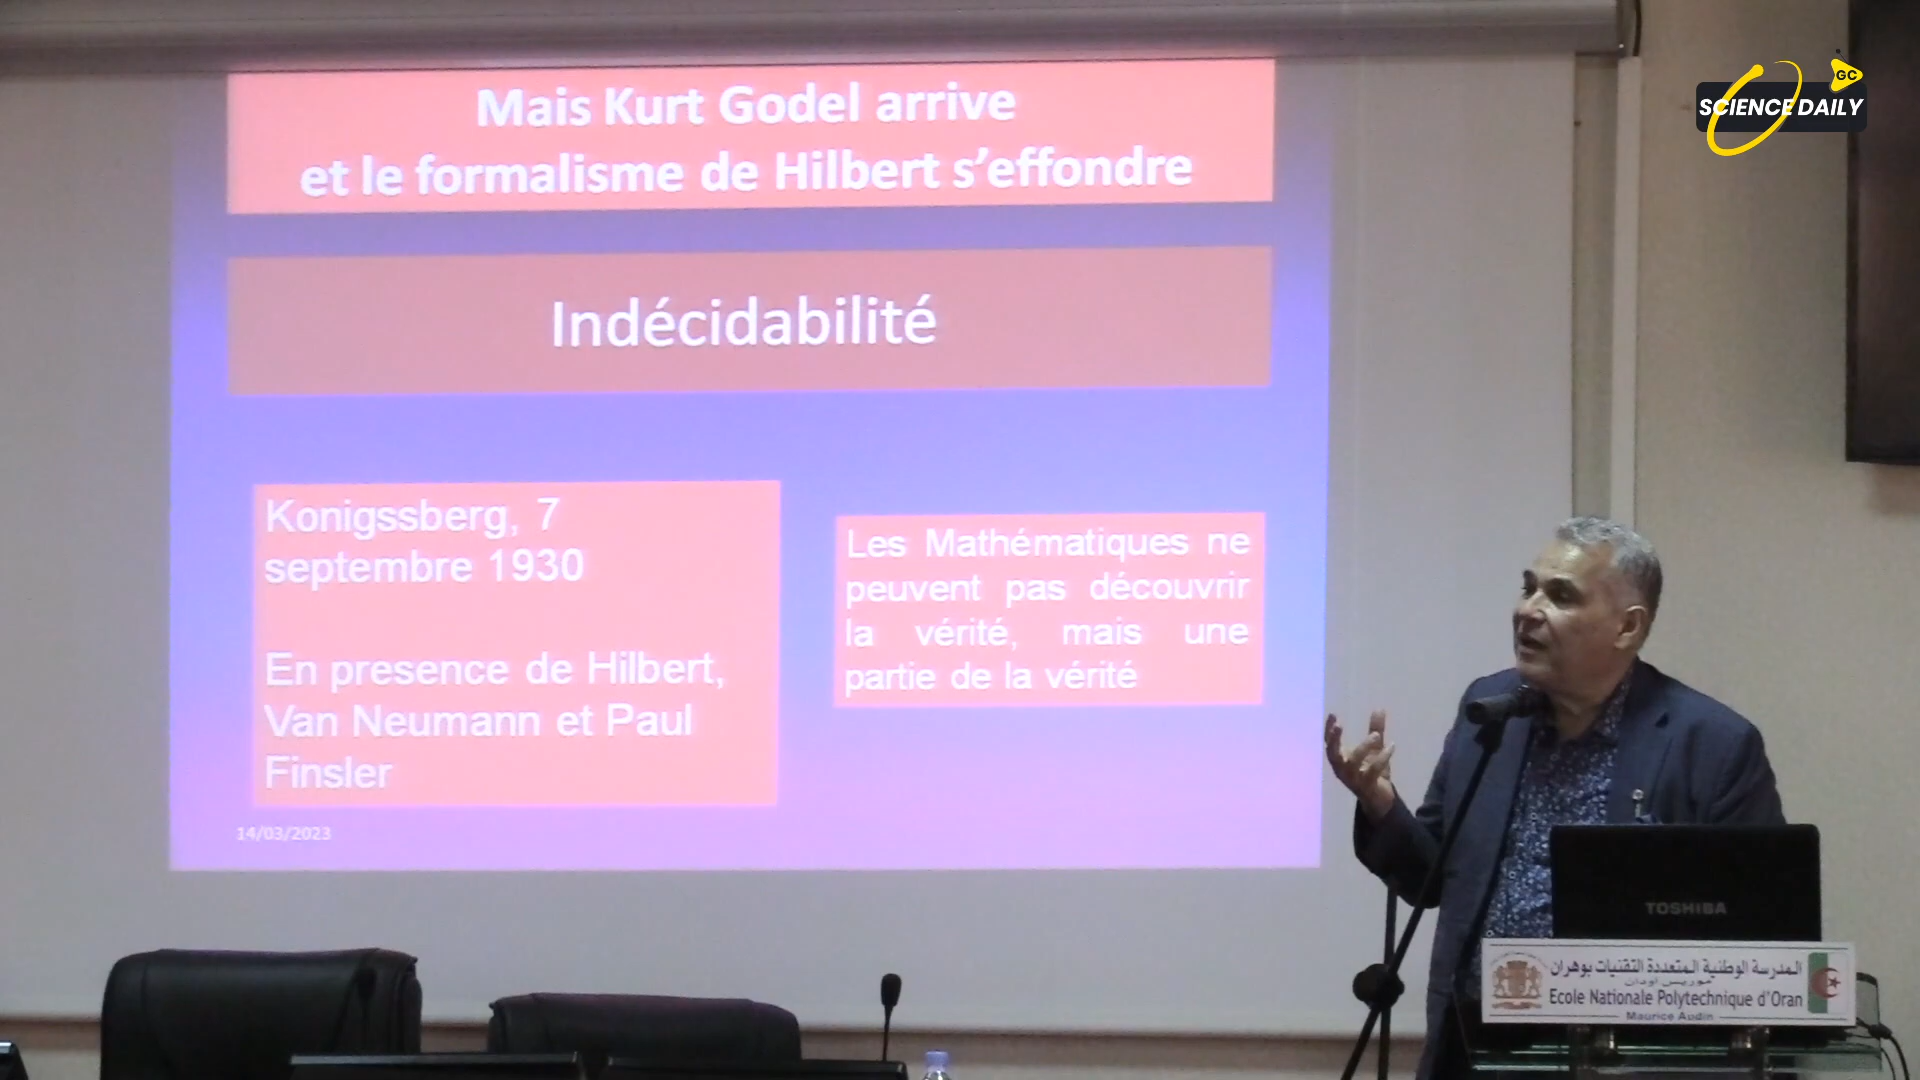 Mais Kurt Godel arrive
et le formalisme de Hilbert s’effondre
Indécidabilité
Konigssberg, 7
septembre 1930
En presence de Hilbert,
Van Neumann et Paul
Finsler
Les Mathématiques ne
peuvent pas découvrir
la vérité, mais une
partie de la vérité
14/03/2023
GC
SCIENCE DAILY
TOSHIBA
المدرسة الوطنية المتعددة التقنيات بوهران
موريس اودان
Ecole Nationale Polytechnique d'Oran
Maurice Audin